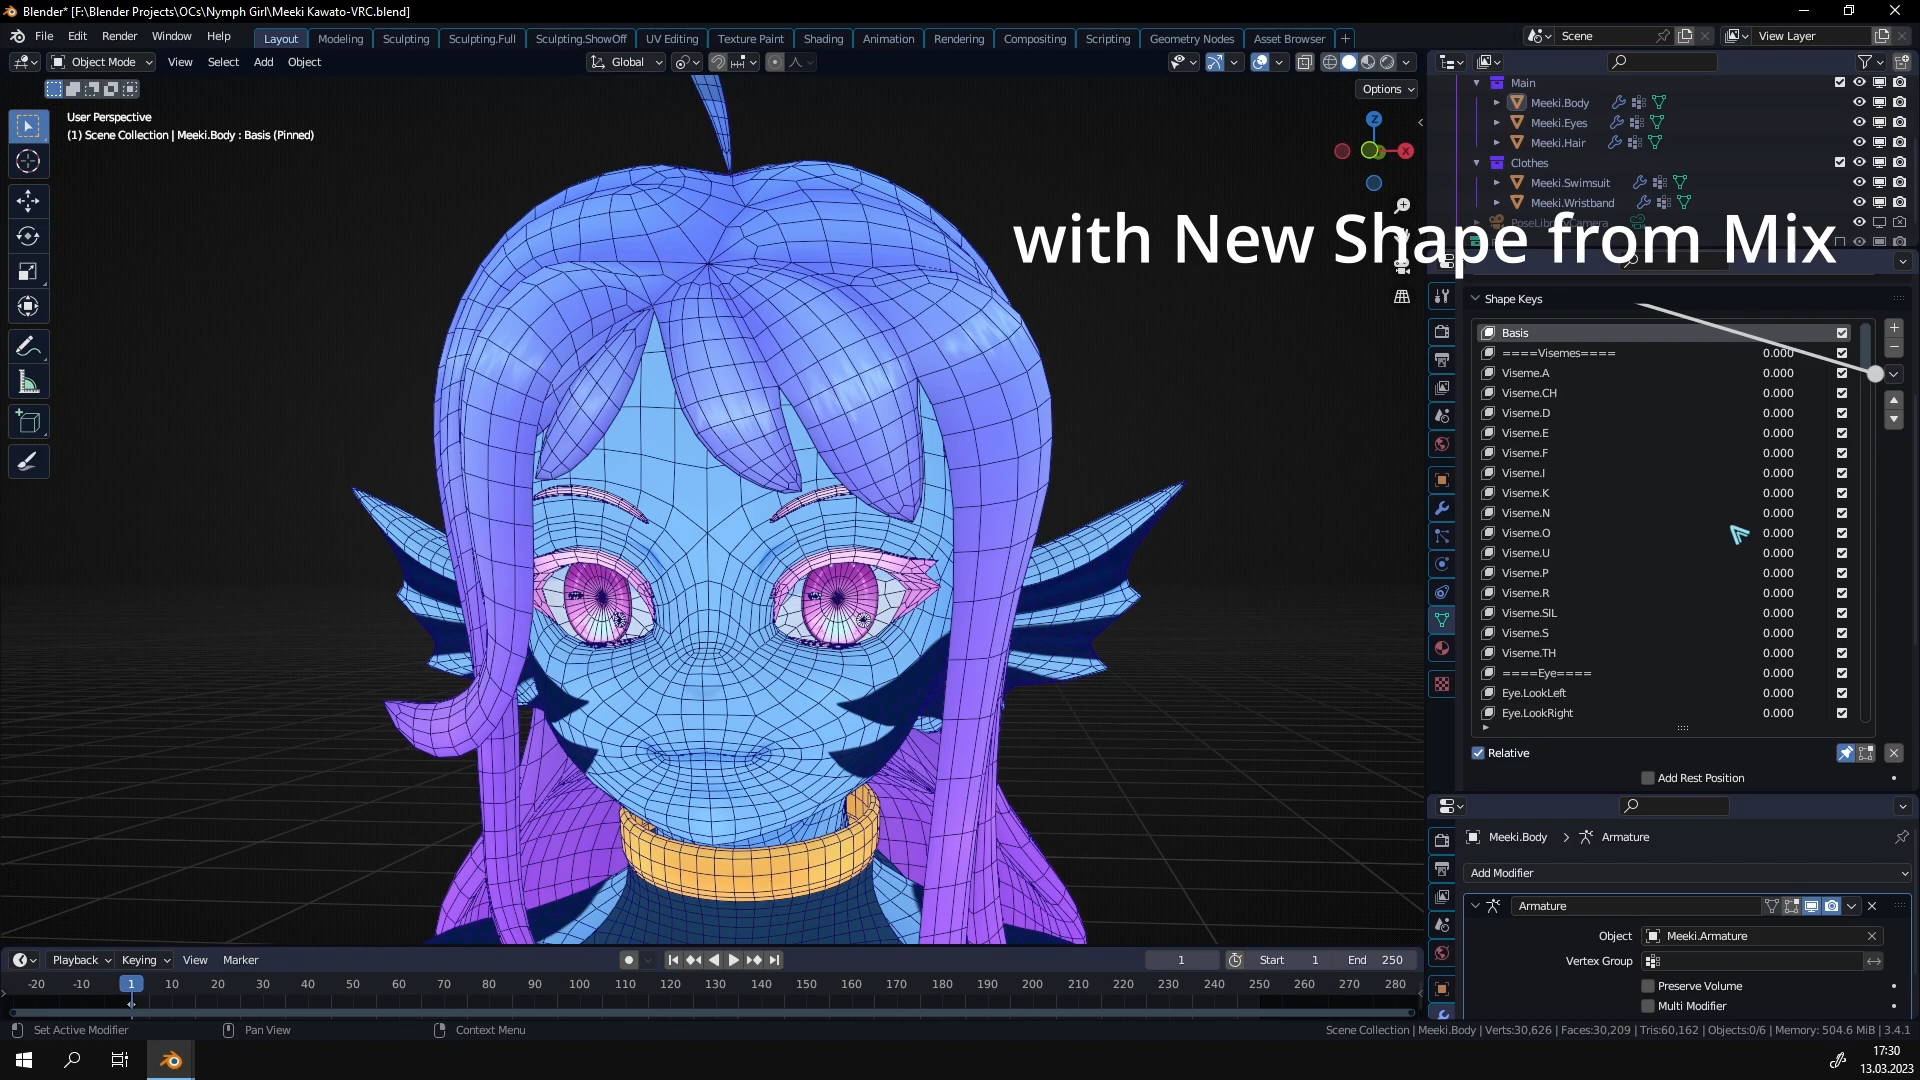 Blender* [F:\Blender Projects\OCs\Nymph Girl\Meeki Kawato-VRC.blend]
File Edit Render Window Help Layout Modeling Sculpting Sculpting.Full Sculpting.ShowOff UV Editing Texture Paint Shading Animation Rendering Compositing Scripting Geometry Nodes Asset Browser + Scene View Layer
Object Mode View Select Add Object Global
Options
User Perspective
(1) Scene Collection | Meeki.Body : Basis (Pinned)
Z
X
Main
Meeki.Body
Meeki.Eyes
Meeki.Hair
Clothes
Meeki.Swimsuit
Meeki.Wristband
with New Shape from Mix
Shape Keys
Basis
====Visemes==== 0.000
Viseme.A 0.000
Viseme.CH 0.000
Viseme.D 0.000
Viseme.E 0.000
Viseme.F 0.000
Viseme.I 0.000
Viseme.K 0.000
Viseme.N 0.000
Viseme.O 0.000
Viseme.U 0.000
Viseme.P 0.000
Viseme.R 0.000
Viseme.SIL 0.000
Viseme.S 0.000
Viseme.TH 0.000
====Eye==== 0.000
Eye.LookLeft 0.000
Eye.LookRight 0.000
Relative
Add Rest Position
Meeki.Body Armature
Add Modifier
Armature
Object Meeki.Armature
Vertex Group
Preserve Volume
Multi Modifier
Playback Keying View Marker 1 Start 1 End 250
-20 -10 1 10 20 30 40 50 60 70 80 90 100 110 120 130 140 150 160 170 180 190 200 210 220 230 240 250 260 270 280
Set Active Modifier Pan View Context Menu Scene Collection | Meeki.Body | Verts:30,626 | Faces:30,209 | Tris:60,162 | Objects:0/6 | Memory: 504.6 MiB | 3.4.1
17:30
13.03.2023